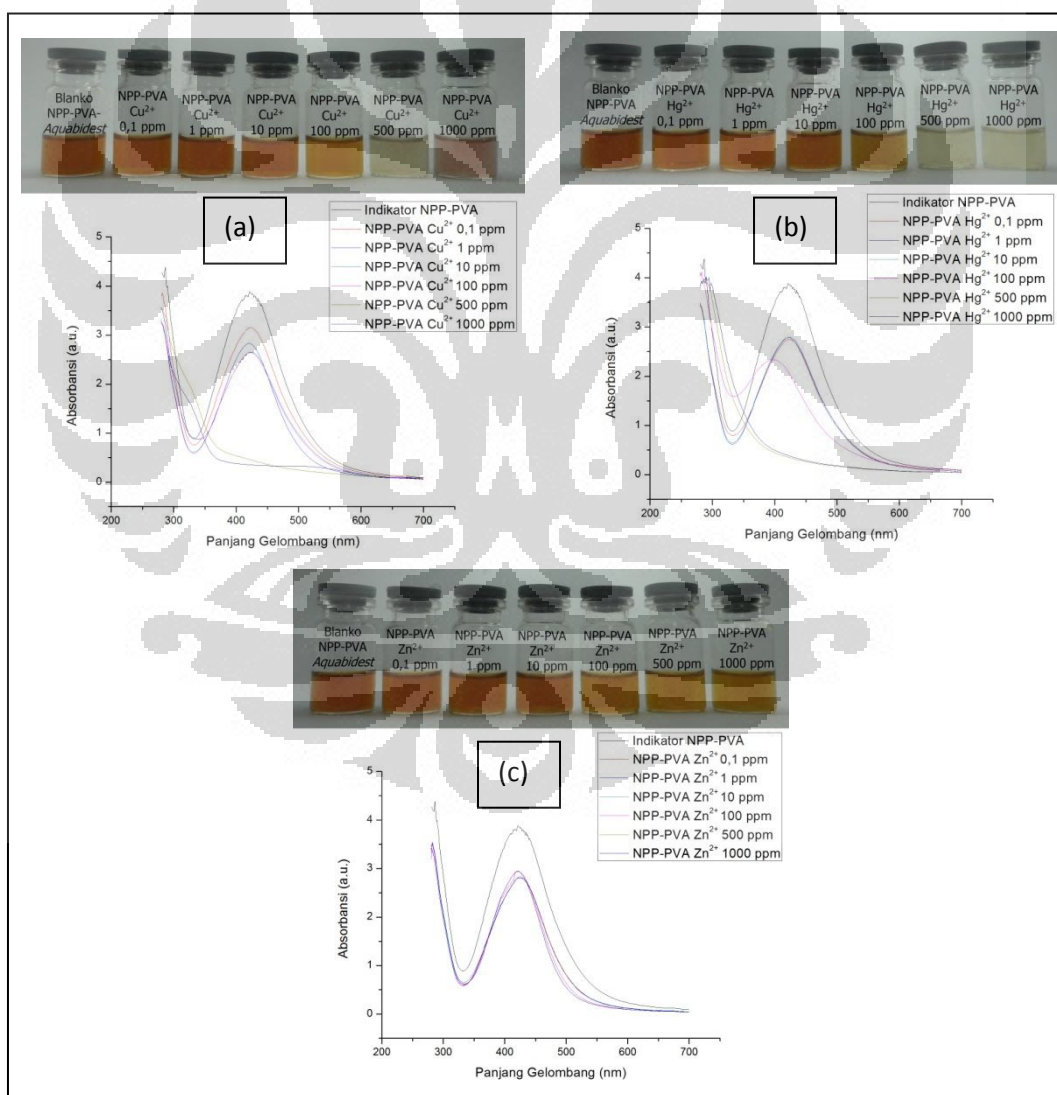 Blanko
NPP-PVA-
Aquabidest
NPP-PVA
Cu²⁺
0,1 ppm
NPP-PVA
Cu²⁺
1 ppm
NPP-PVA
Cu²⁺
10 ppm
NPP-PVA
Cu²⁺
100 ppm
NPP-PVA
Cu²⁺
500 ppm
NPP-PVA
Cu²⁺
1000 ppm
(a)
Indikator NPP-PVA
NPP-PVA Cu²⁺ 0,1 ppm
NPP-PVA Cu²⁺ 1 ppm
NPP-PVA Cu²⁺ 10 ppm
NPP-PVA Cu²⁺ 100 ppm
NPP-PVA Cu²⁺ 500 ppm
NPP-PVA Cu²⁺ 1000 ppm
Absorbansi (a.u.)
5
4
3
2
1
0
200 300 400 500 600 700
Panjang Gelombang (nm)
Blanko
NPP-PVA
Aquabidest
NPP-PVA
Hg²⁺
0,1 ppm
NPP-PVA
Hg²⁺
1 ppm
NPP-PVA
Hg²⁺
10 ppm
NPP-PVA
Hg²⁺
100 ppm
NPP-PVA
Hg²⁺
500 ppm
NPP-PVA
Hg²⁺
1000 ppm
(b)
Indikator NPP-PVA
NPP-PVA Hg²⁺ 0,1 ppm
NPP-PVA Hg²⁺ 1 ppm
NPP-PVA Hg²⁺ 10 ppm
NPP-PVA Hg²⁺ 100 ppm
NPP-PVA Hg²⁺ 500 ppm
NPP-PVA Hg²⁺ 1000 ppm
Absorbansi (a.u.)
5
4
3
2
1
0
200 300 400 500 600 700
Panjang Gelombang (nm)
Blanko
NPP-PVA
Aquabidest
NPP-PVA
Zn²⁺
0,1 ppm
NPP-PVA
Zn²⁺
1 ppm
NPP-PVA
Zn²⁺
10 ppm
NPP-PVA
Zn²⁺
100 ppm
NPP-PVA
Zn²⁺
500 ppm
NPP-PVA
Zn²⁺
1000 ppm
(c)
Indikator NPP-PVA
NPP-PVA Zn²⁺ 0,1 ppm
NPP-PVA Zn²⁺ 1 ppm
NPP-PVA Zn²⁺ 10 ppm
NPP-PVA Zn²⁺ 100 ppm
NPP-PVA Zn²⁺ 500 ppm
NPP-PVA Zn²⁺ 1000 ppm
Absorbansi (a.u.)
5
4
3
2
1
0
200 300 400 500 600 700
Panjang Gelombang (nm)